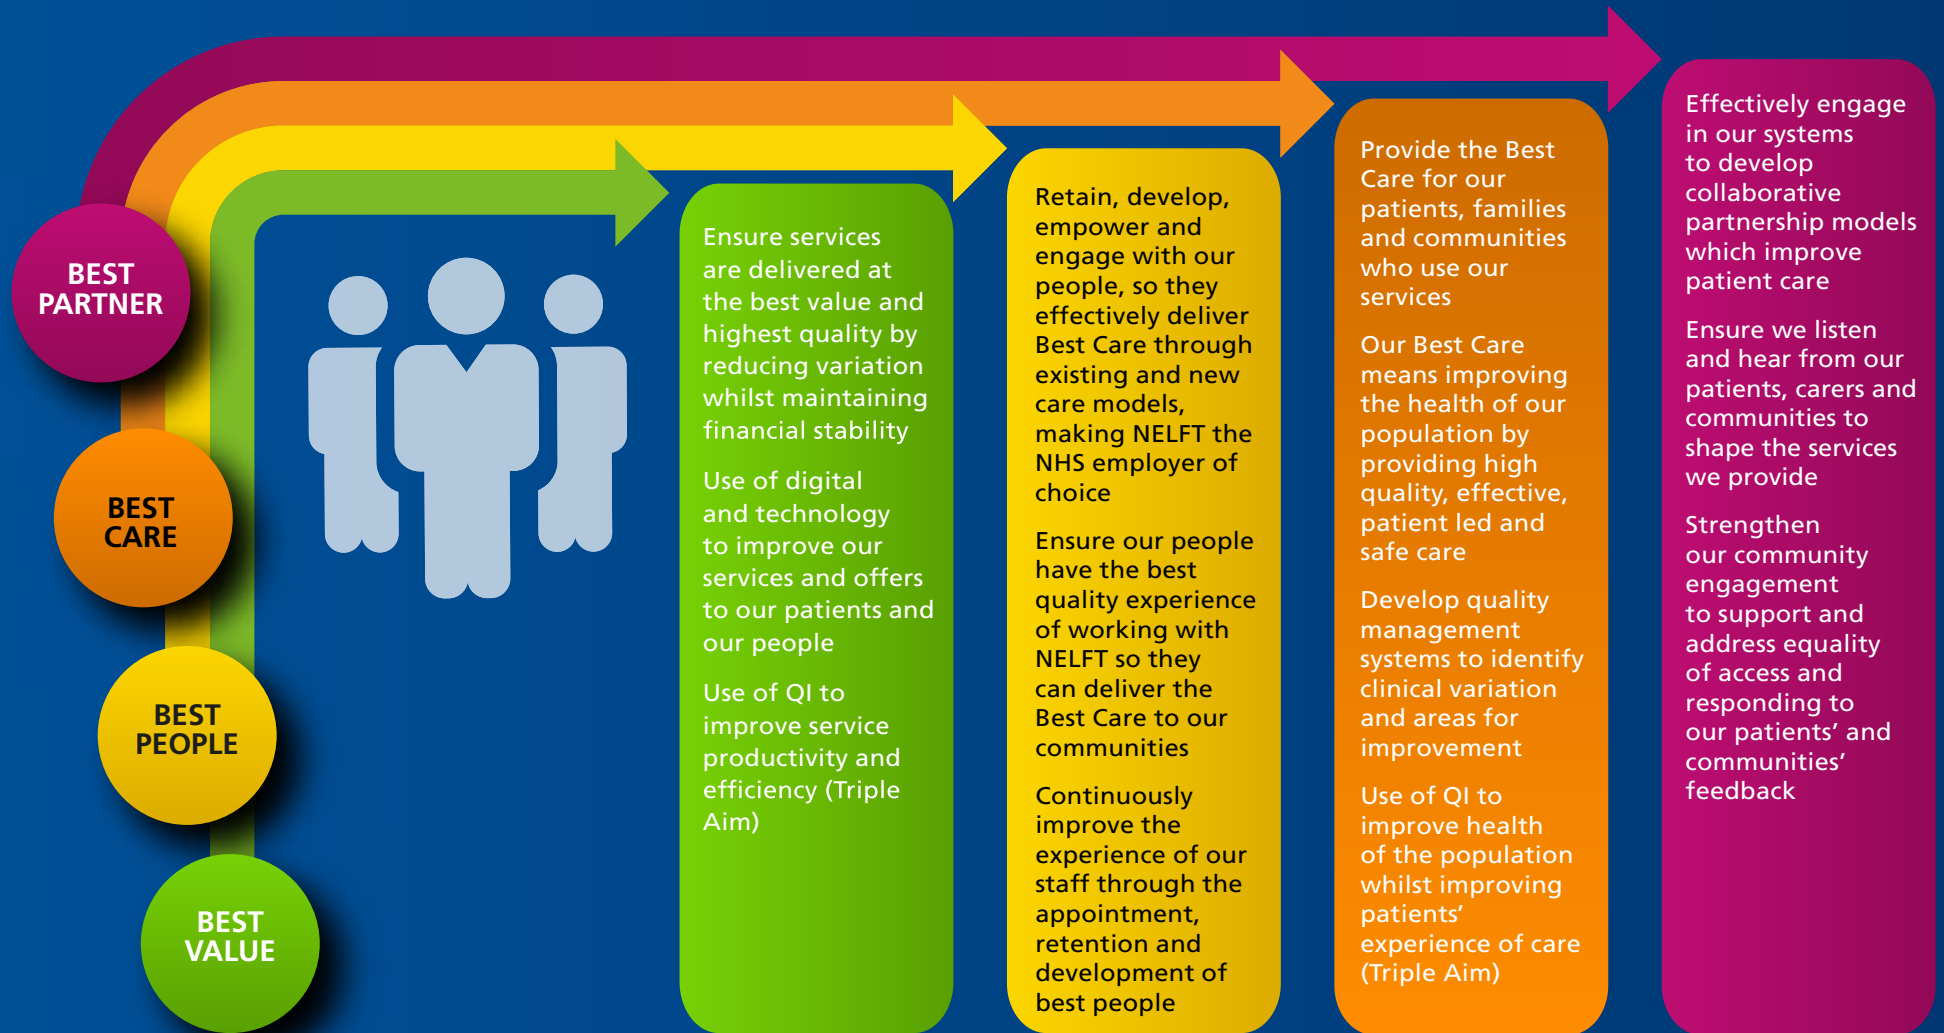 BEST
PARTNER
BEST
CARE
BEST
PEOPLE
BEST
VALUE
Ensure services
are delivered at
the best value and
highest quality by
reducing variation
whilst maintaining
financial stability
Use of digital
and technology
to improve our
services and offers
to our patients and
our people
Use of QI to
improve service
productivity and
efficiency (Triple
Aim)
Retain, develop,
empower and
engage with our
people, so they
effectively deliver
Best Care through
existing and new
care models,
making NELFT the
NHS employer of
choice
Ensure our people
have the best
quality experience
of working with
NELFT so they
can deliver the
Best Care to our
communities
Continuously
improve the
experience of our
staff through the
appointment,
retention and
development of
best people
Provide the Best
Care for our
patients, families
and communities
who use our
services
Our Best Care
means improving
the health of our
population by
providing high
quality, effective,
patient led and
safe care
Develop quality
management
systems to identify
clinical variation
and areas for
improvement
Use of QI to
improve health
of the population
whilst improving
patients’
experience of care
(Triple Aim)
Effectively engage
in our systems
to develop
collaborative
partnership models
which improve
patient care
Ensure we listen
and hear from our
patients, carers and
communities to
shape the services
we provide
Strengthen
our community
engagement
to support and
address equality
of access and
responding to
our patients’ and
communities’
feedback